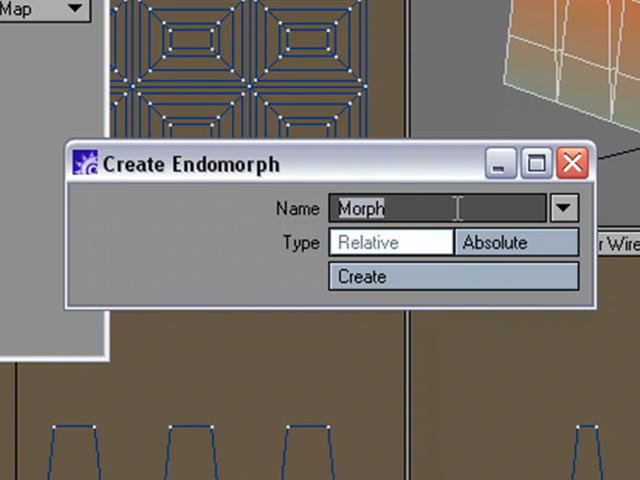 Map
Create Endomorph
Name Morph
Type Relative Absolute
r Wire
Create